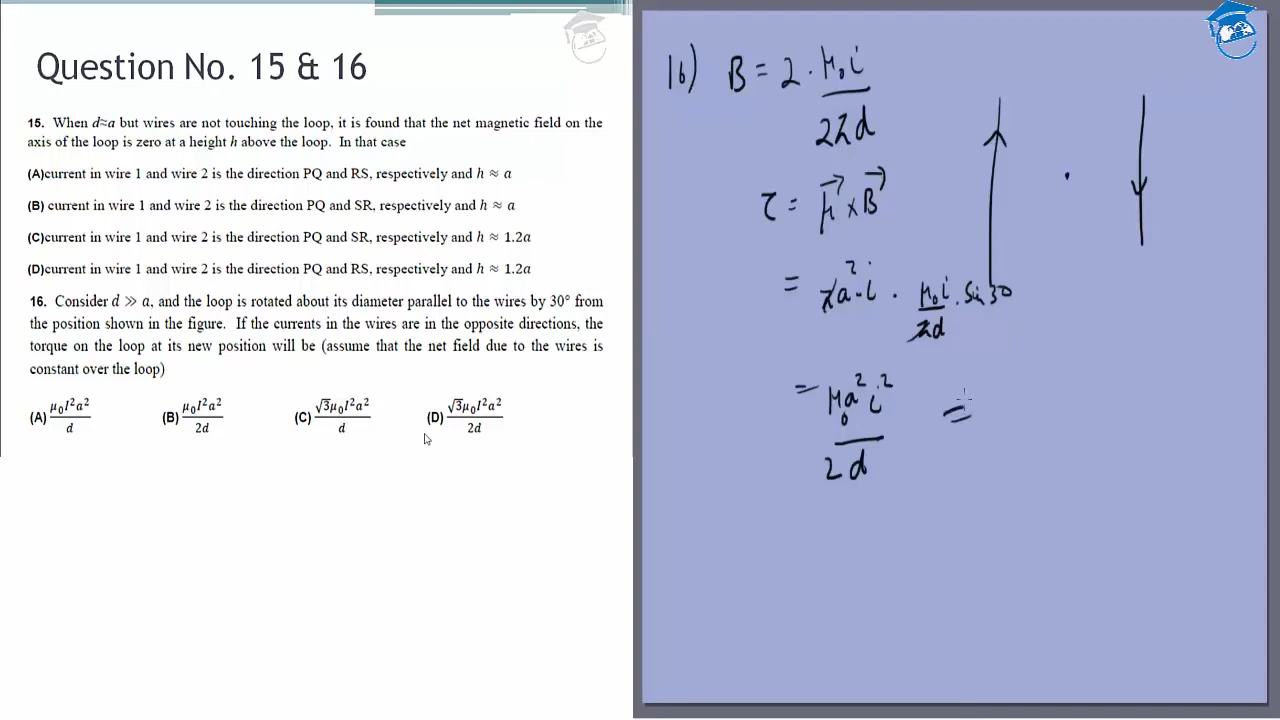 Question No. 15 & 16
15. When d≈a but wires are not touching the loop, it is found that the net magnetic field on the
axis of the loop is zero at a height h above the loop. In that case
(A)current in wire 1 and wire 2 is the direction PQ and RS, respectively and h ≈ a
(B) current in wire 1 and wire 2 is the direction PQ and SR, respectively and h ≈ a
(C)current in wire 1 and wire 2 is the direction PQ and SR, respectively and h ≈ 1.2a
(D)current in wire 1 and wire 2 is the direction PQ and RS, respectively and h ≈ 1.2a
16. Consider d ≫ a, and the loop is rotated about its diameter parallel to the wires by 30° from
the position shown in the figure. If the currents in the wires are in the opposite directions, the
torque on the loop at its new position will be (assume that the net field due to the wires is
constant over the loop)
(A) μ₀I²a²/d (B) μ₀I²a²/2d (C) √3μ₀I²a²/d (D) √3μ₀I²a²/2d
16) B = 2 · μ₀i/2πd
τ = μ⃗ × B⃗
= πa² · i · μ₀i/πd · sin 30
= μ₀a²i²/2d =